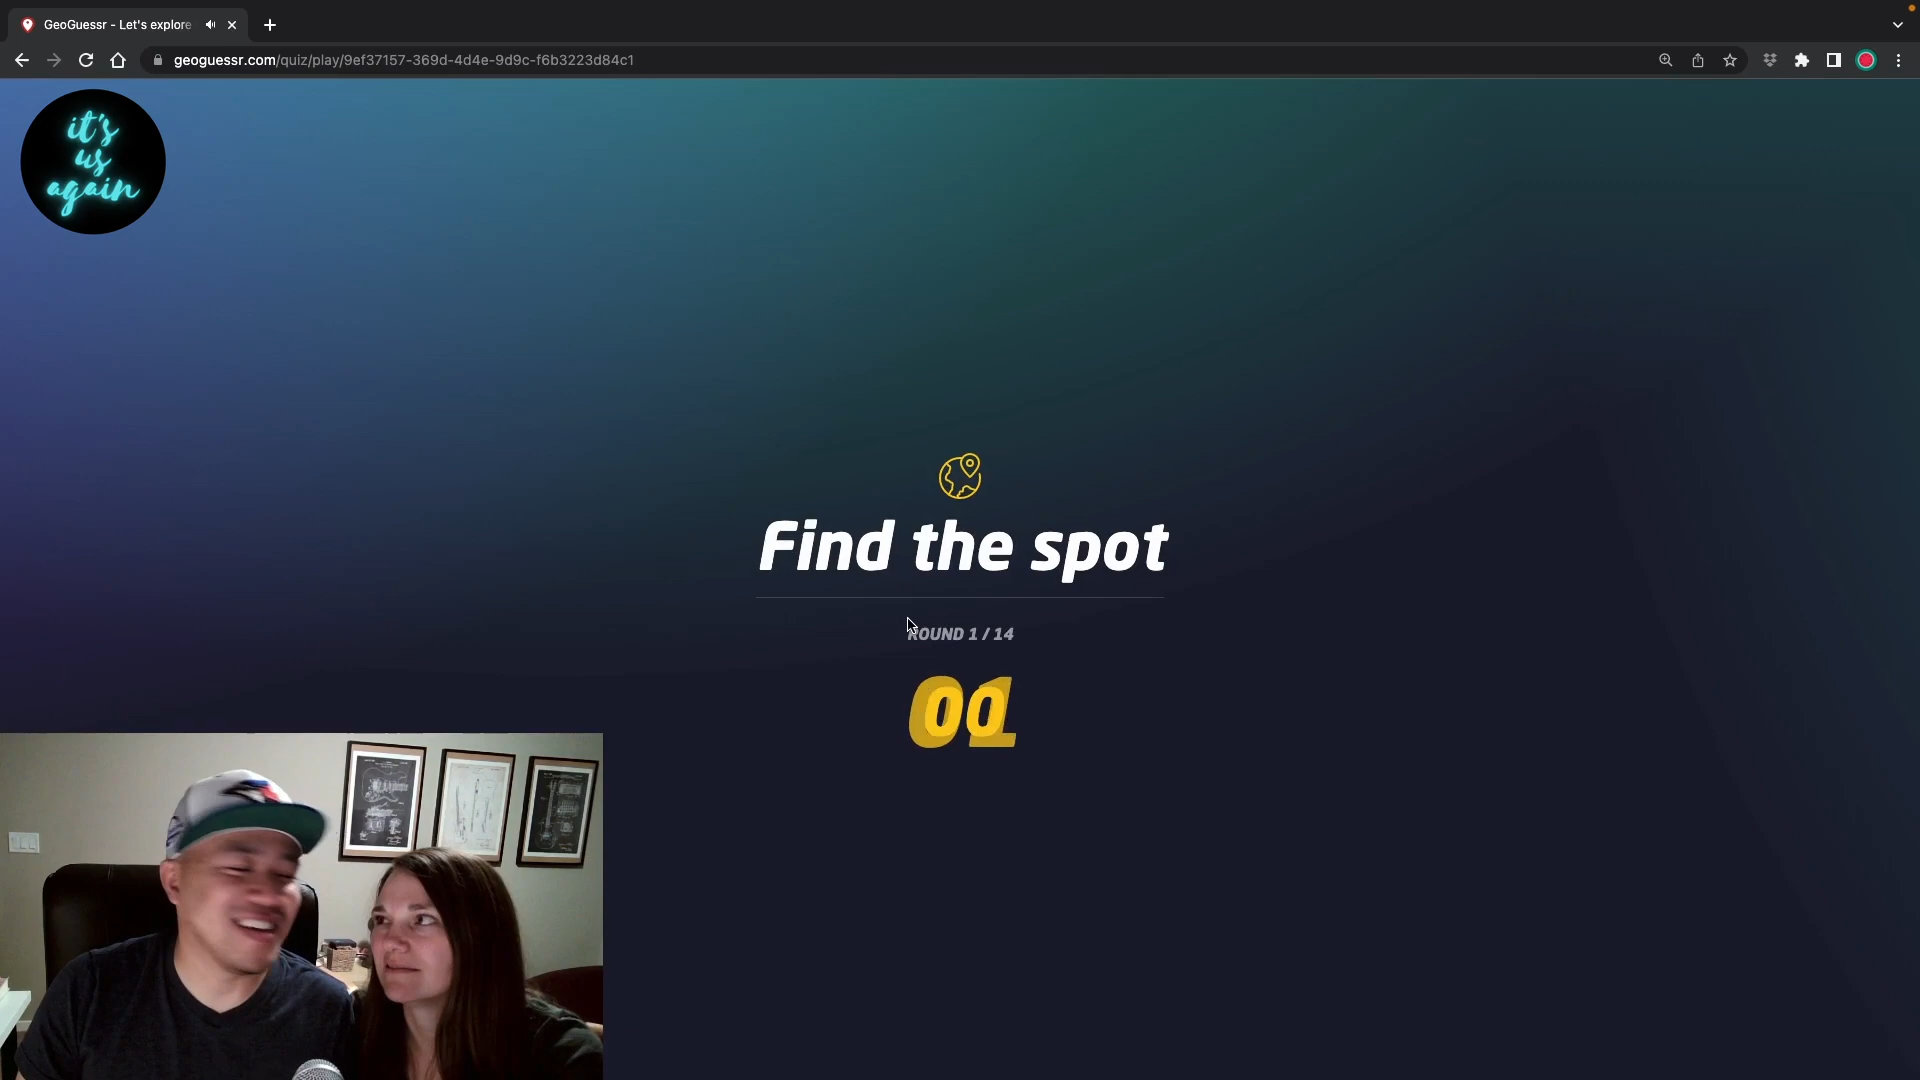 GeoGuessr - Let's explore
geoguessr.com/quiz/play/9ef37157-369d-4d4e-9d9c-f6b3223d84c1
it's
us
again
Find the spot
ROUND 1 / 14